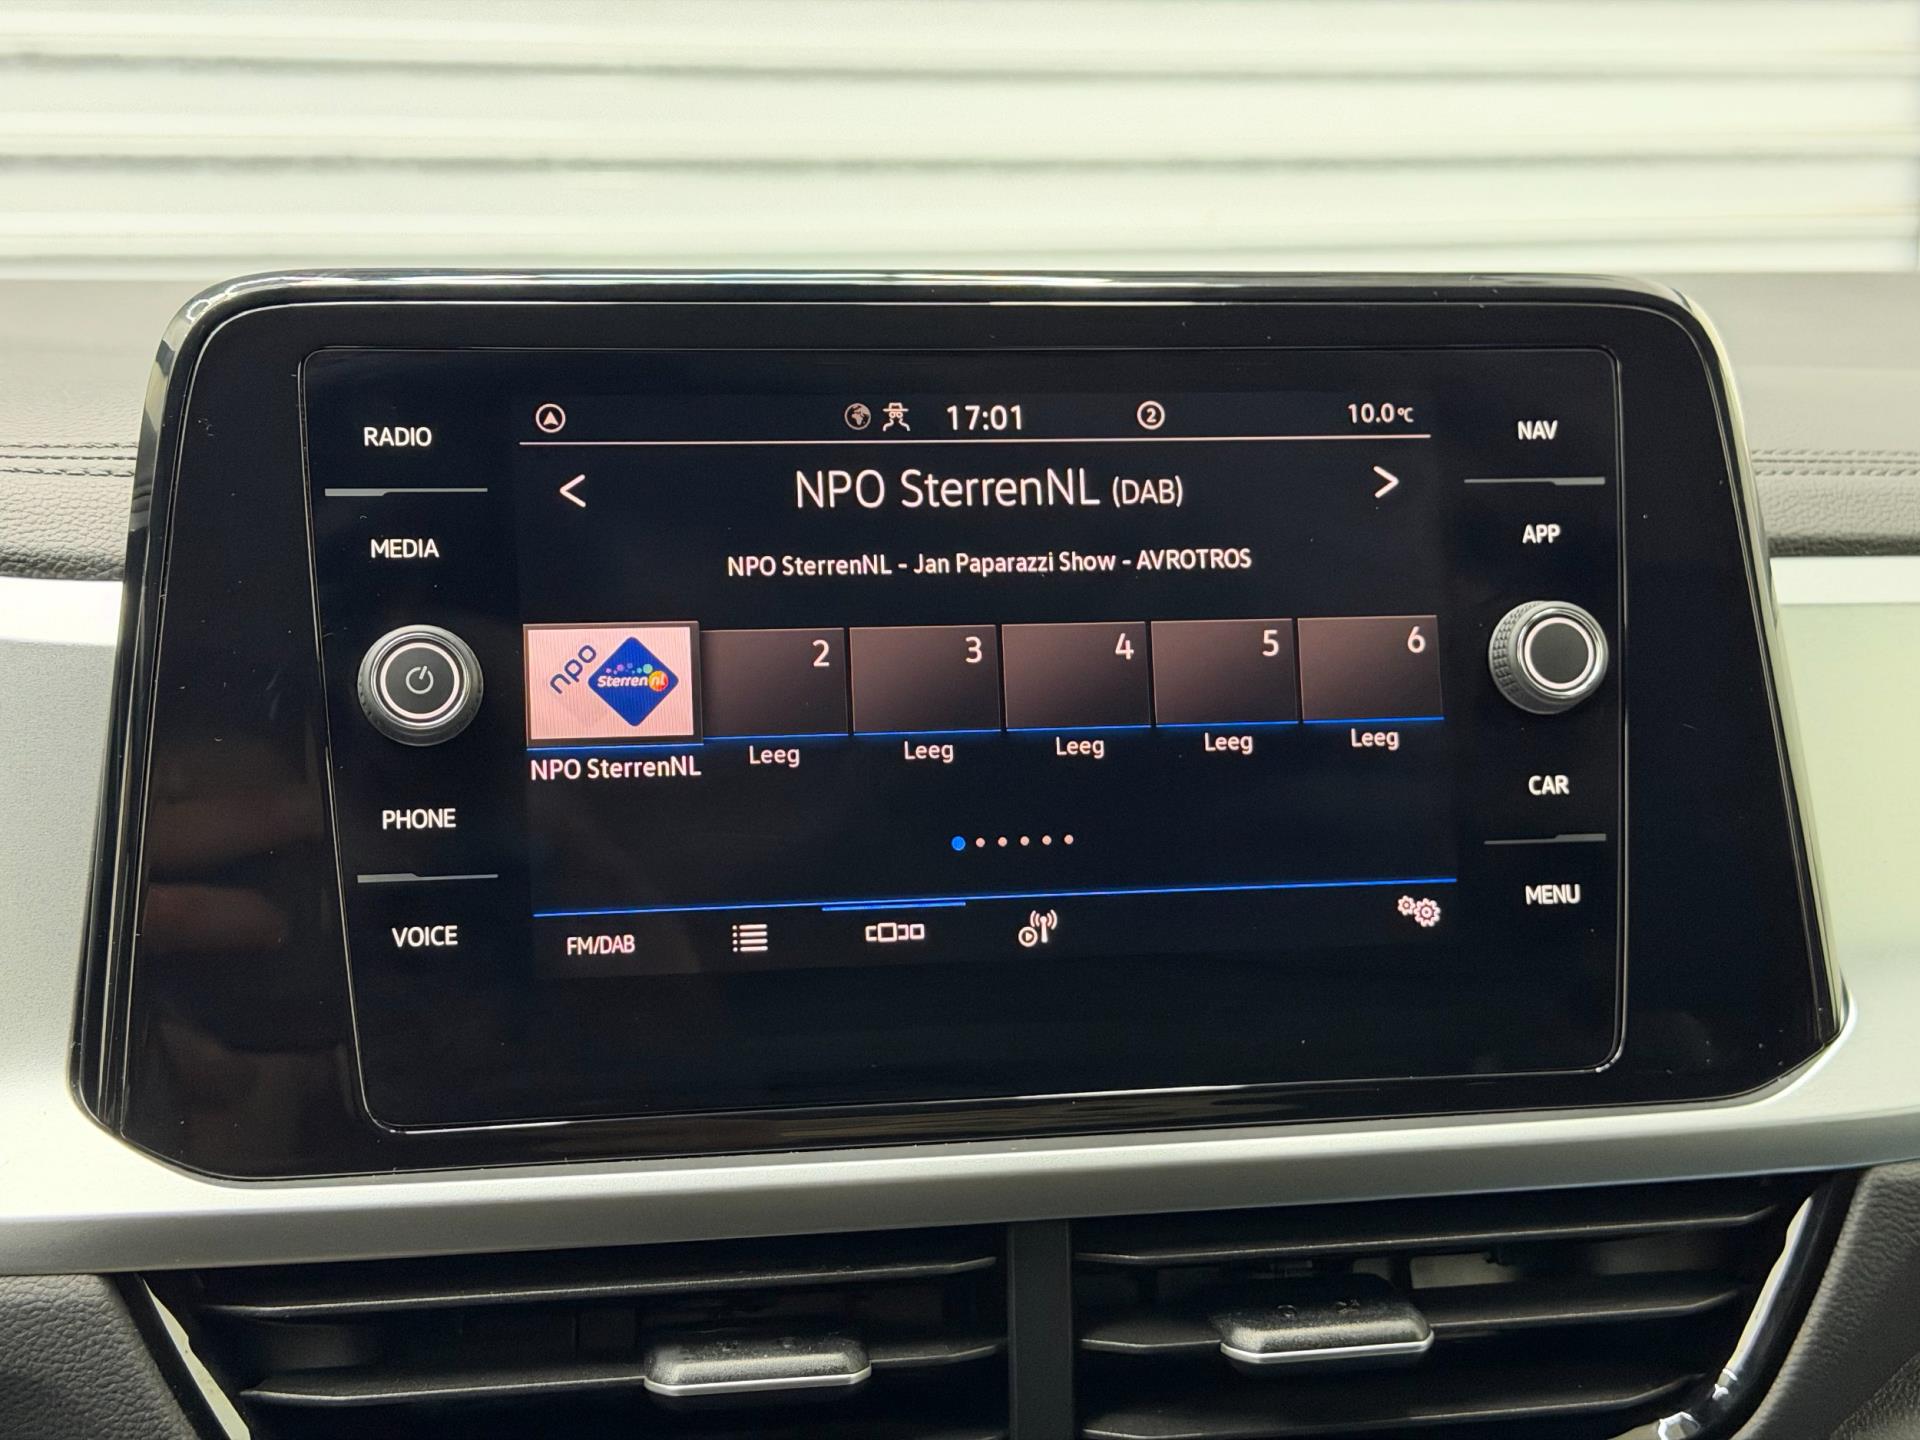 RADIO
MEDIA
PHONE
VOICE
17:01
2
10.0°C
NPO SterrenNL (DAB)
NPO SterrenNL - Jan Paparazzi Show - AVROTROS
npo
Sterren nl
2
3
4
5
6
NPO SterrenNL
Leeg
Leeg
Leeg
Leeg
Leeg
FM/DAB
NAV
APP
CAR
MENU